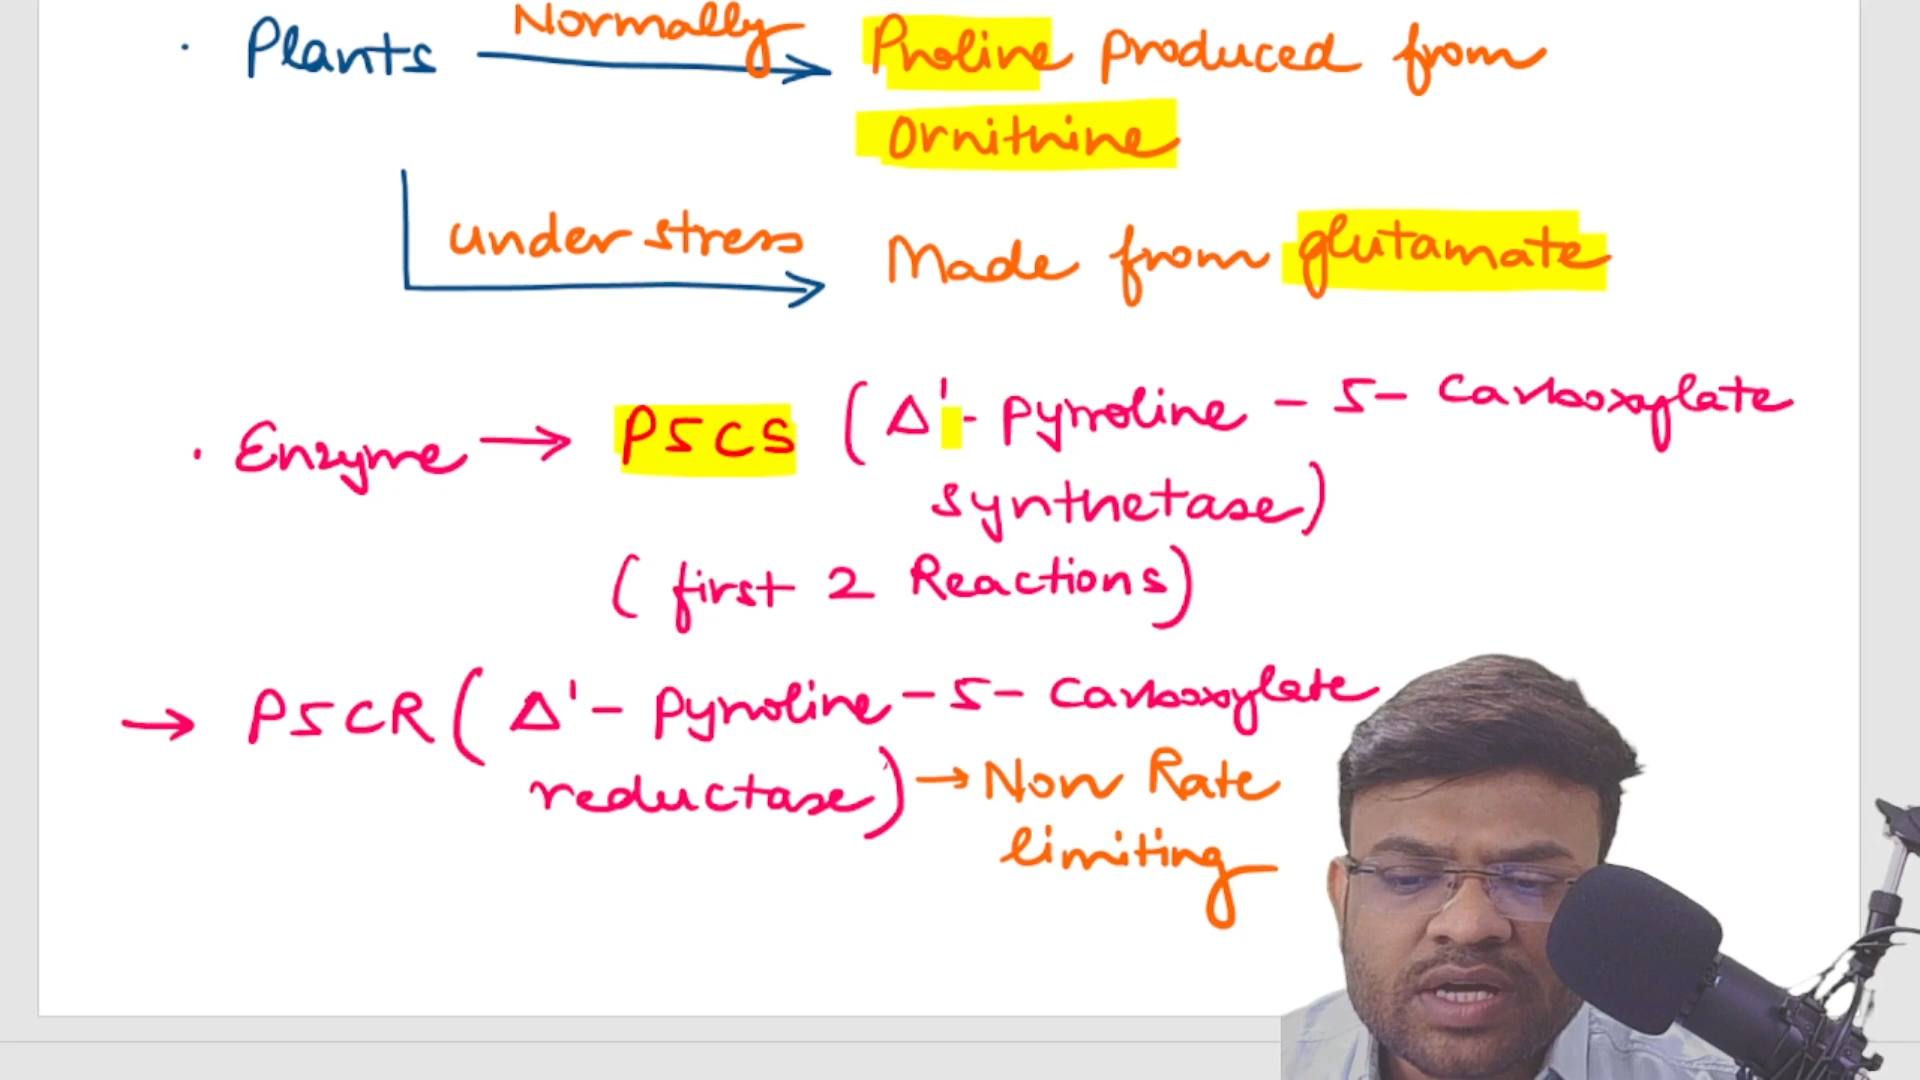 · Plants Normally Proline produced from
Ornithine
under stress Made from glutamate
· Enzyme → P5CS (Δ'- pyrroline - 5- Carboxylate
synthetase)
(first 2 Reactions)
→ P5CR (Δ'- pyrroline - 5- Carboxylate
reductase) → Non Rate
limiting